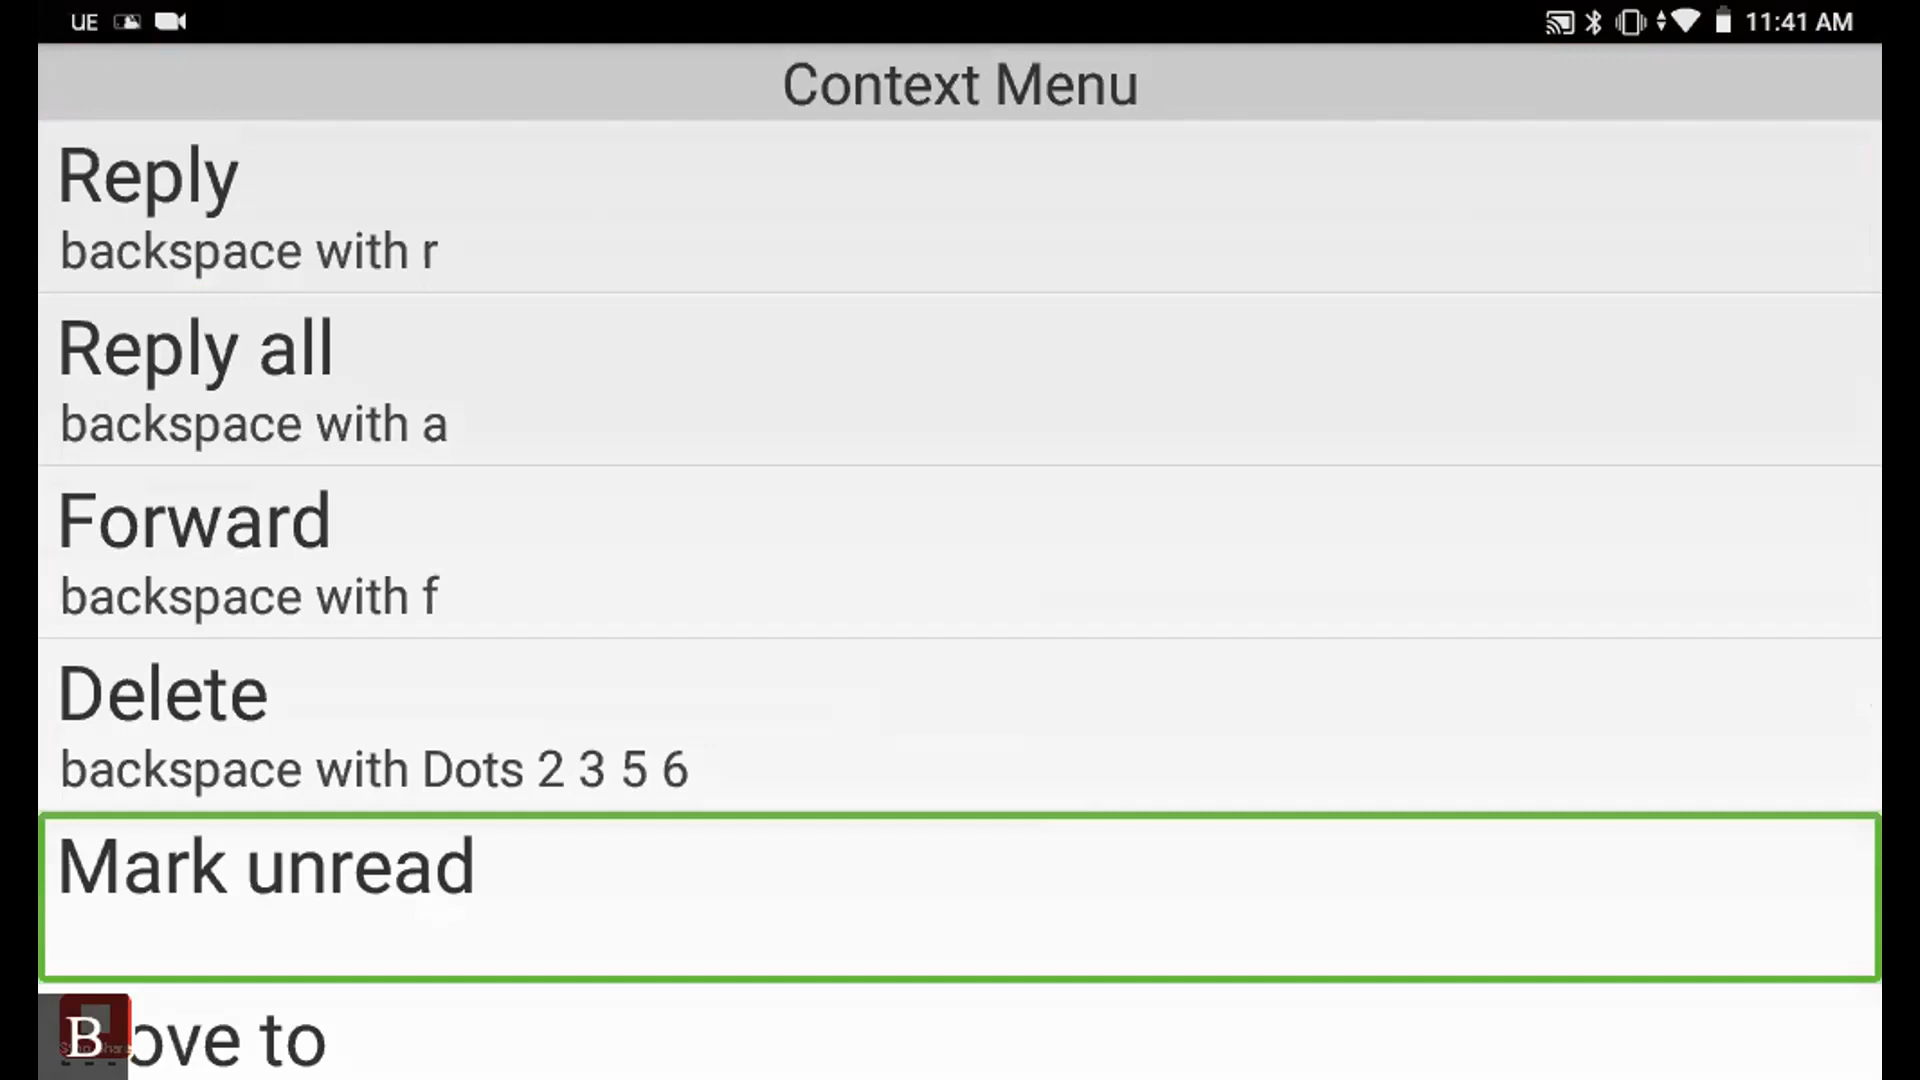 UE
11:41 AM
Context Menu
Reply
backspace with r
Reply all
backspace with a
Forward
backspace with f
Delete
backspace with Dots 2 3 5 6
Mark unread
B
ove to